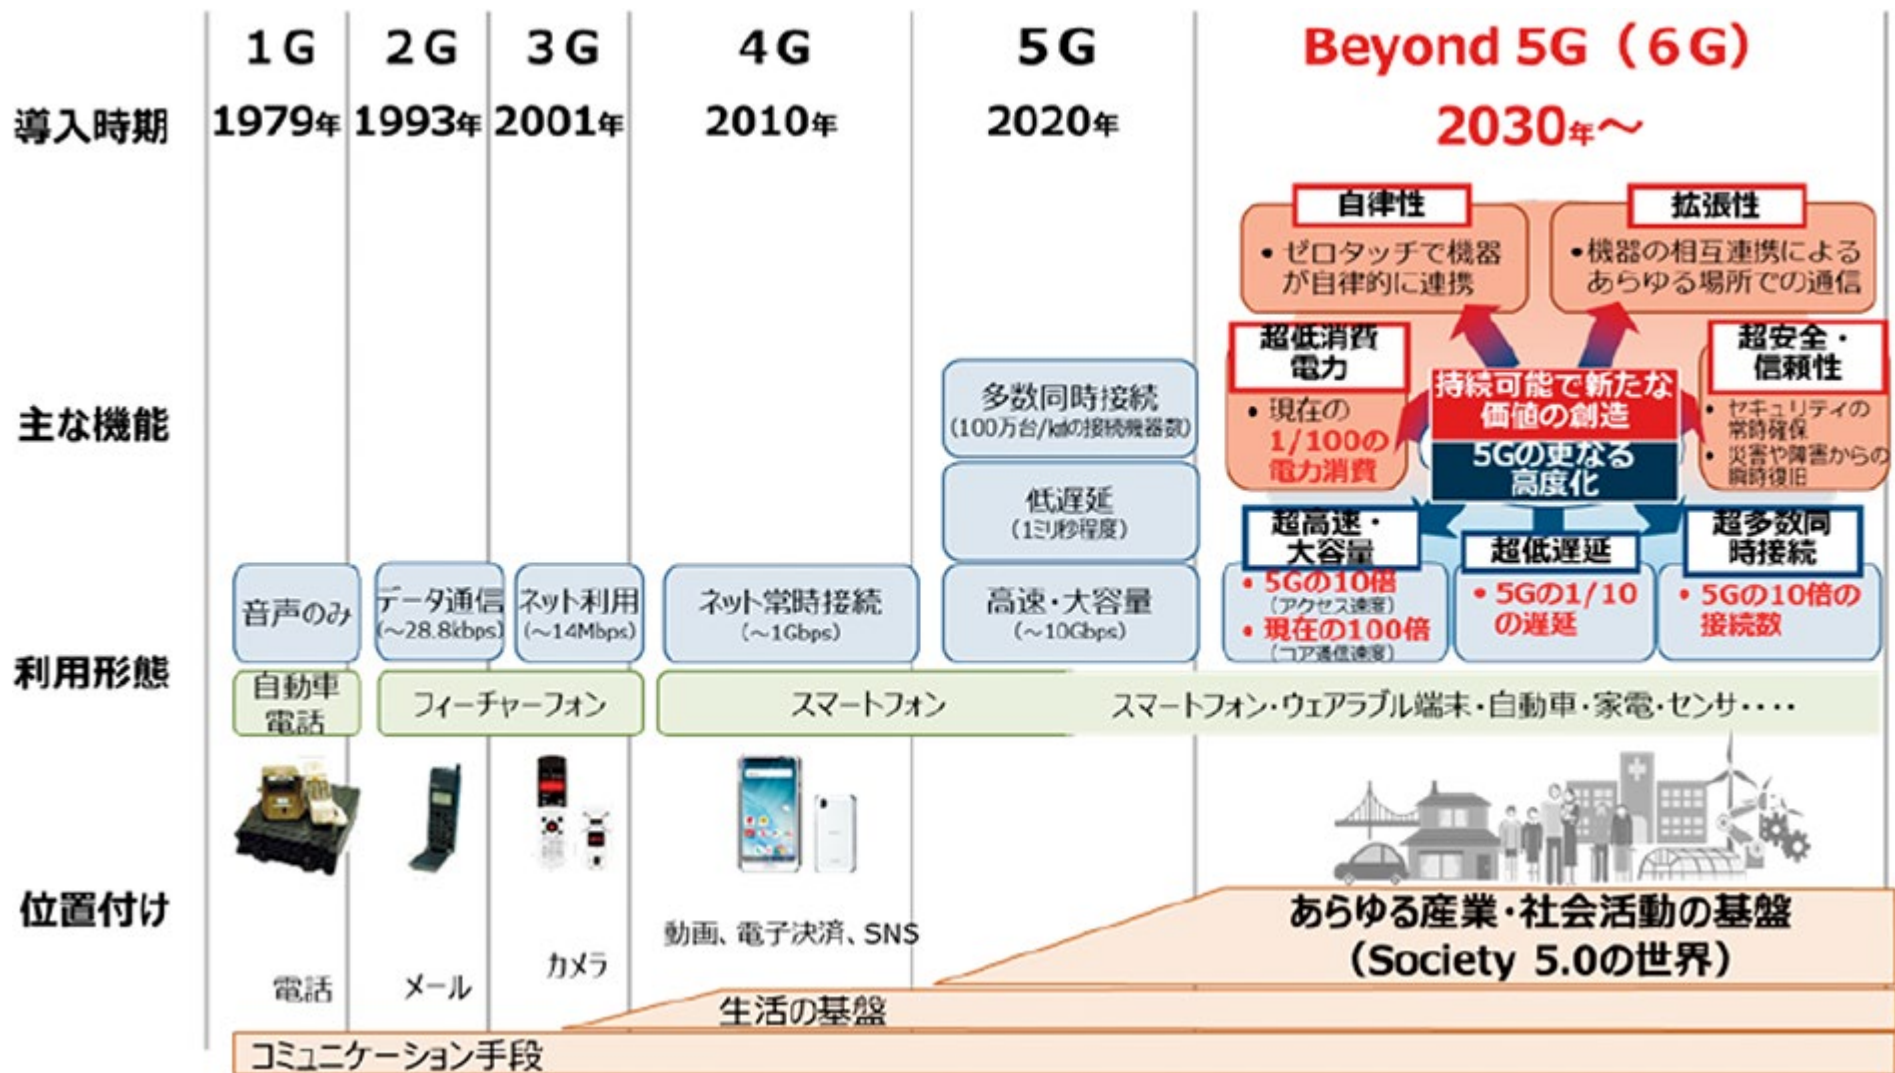 1G
2G
3G
4G
5G
Beyond 5G（6G）
導入時期
1979年
1993年
2001年
2010年
2020年
2030年～
主な機能
音声のみ
データ通信
(～28.8kbps)
ネット利用
(～14Mbps)
ネット常時接続
(～1Gbps)
多数同時接続
(100万台/㎢の接続機器数)
低遅延
(1ミリ秒程度)
高速・大容量
(～10Gbps)
自律性
• ゼロタッチで機器
が自律的に連携
拡張性
• 機器の相互連携による
あらゆる場所での通信
超低消費
電力
• 現在の
1/100の
電力消費
持続可能で新たな
価値の創造
5Gの更なる
高度化
超安全・
信頼性
• セキュリティの
常時確保
• 災害や障害からの
瞬時復旧
超高速・
大容量
• 5Gの10倍
（アクセス速度）
• 現在の100倍
（コア通信速度）
超低遅延
• 5Gの1/10
の遅延
超多数同
時接続
• 5Gの10倍の
接続数
利用形態
自動車
電話
フィーチャーフォン
スマートフォン
スマートフォン・ウェアラブル端末・自動車・家電・センサ・・・・
位置付け
電話
メール
カメラ
動画、電子決済、SNS
あらゆる産業・社会活動の基盤
（Society 5.0の世界）
生活の基盤
コミュニケーション手段